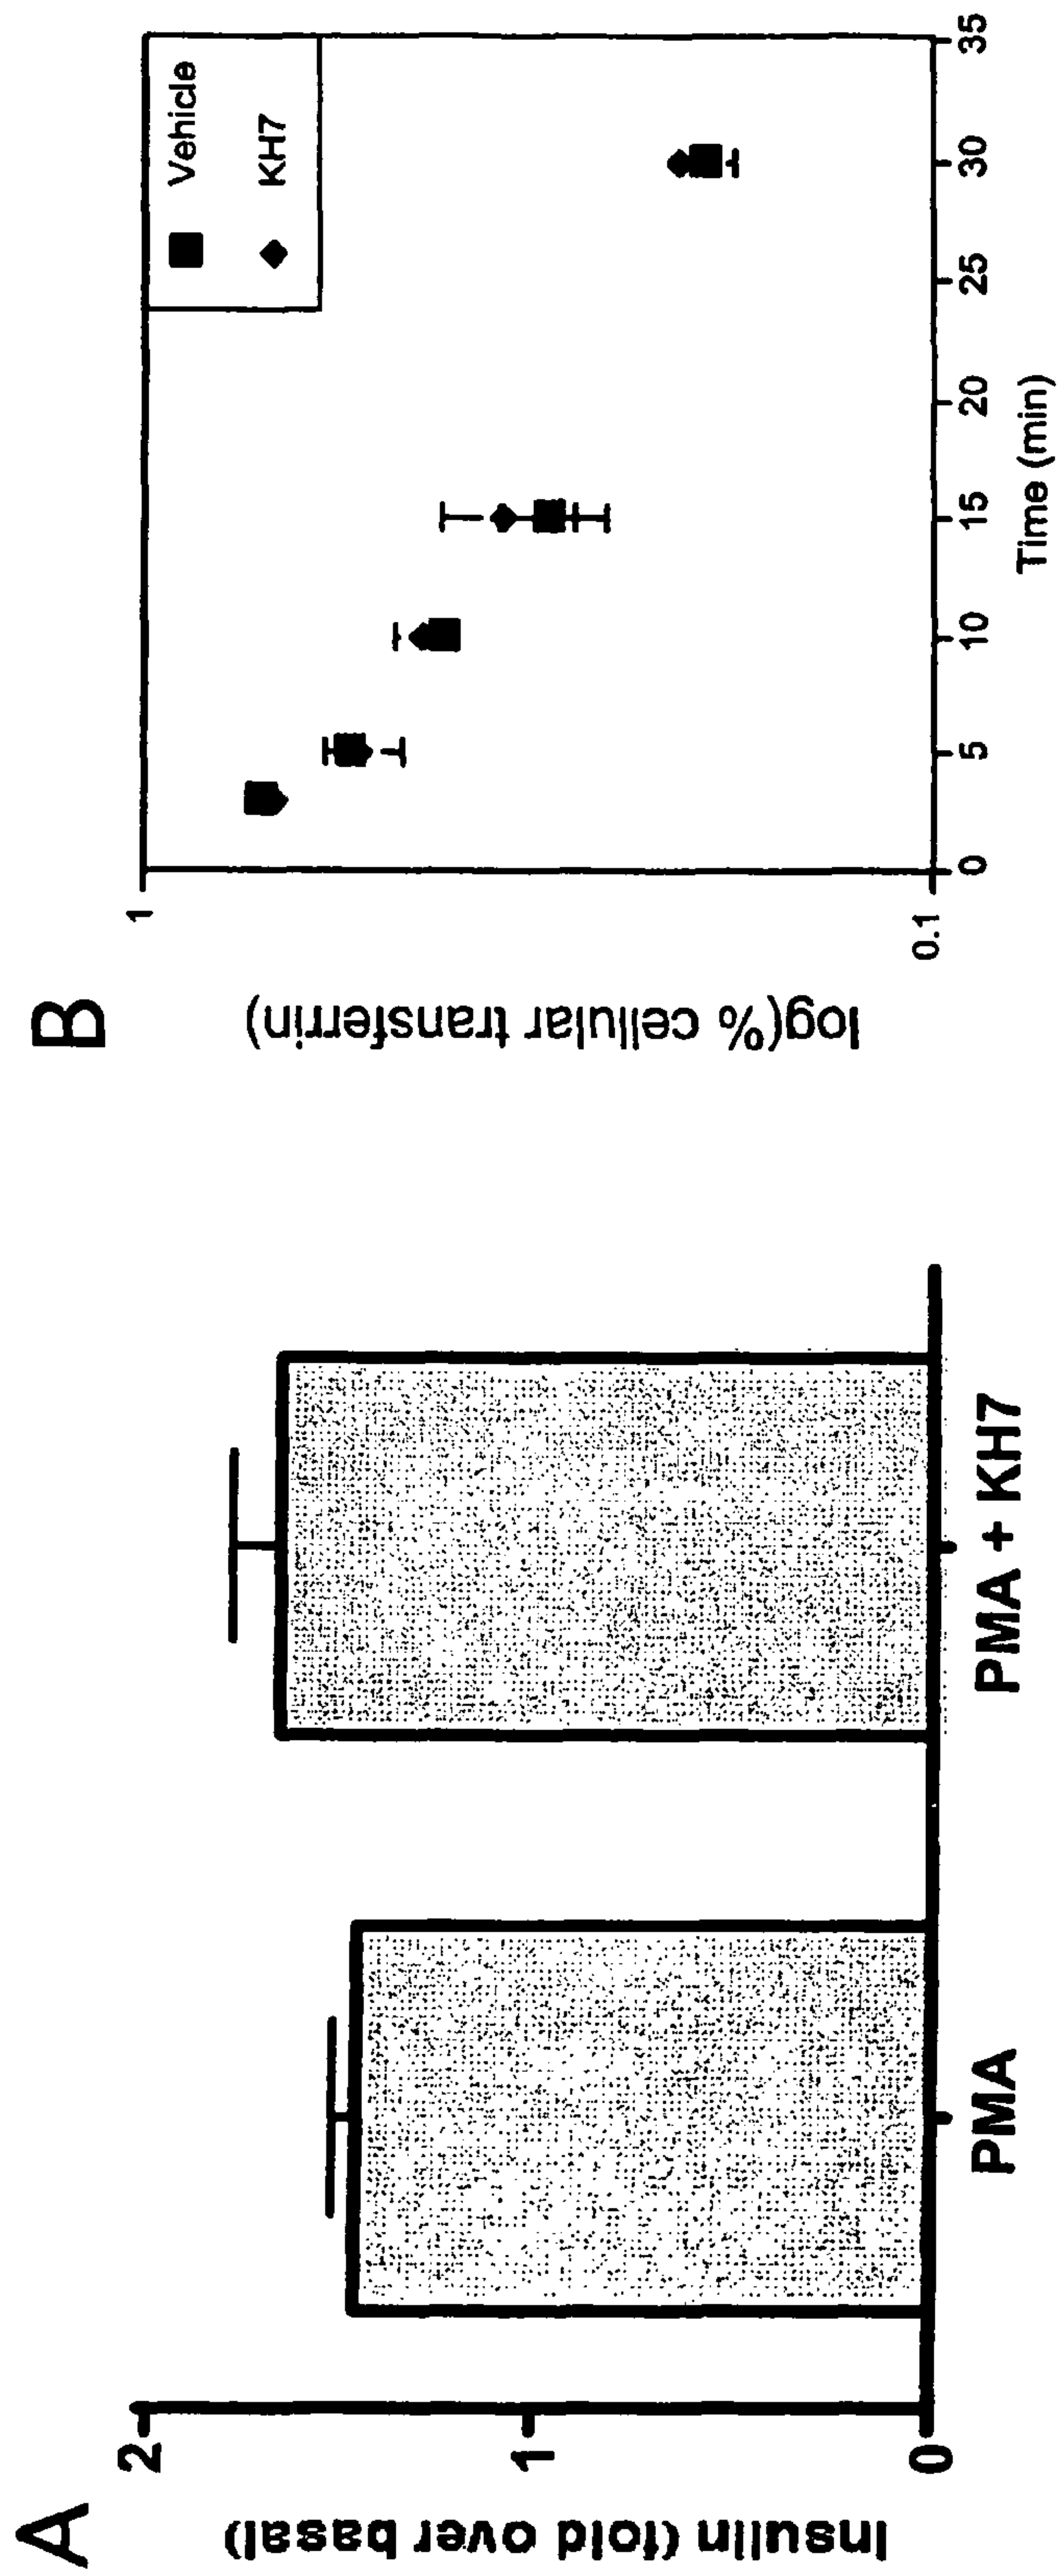 A
Insulin (fold over basal)
2
1
0
PMA
PMA + KH7
B
log(% cellular transferrin)
1
0.1
Vehicle
KH7
0
5
10
15
20
25
30
35
Time (min)